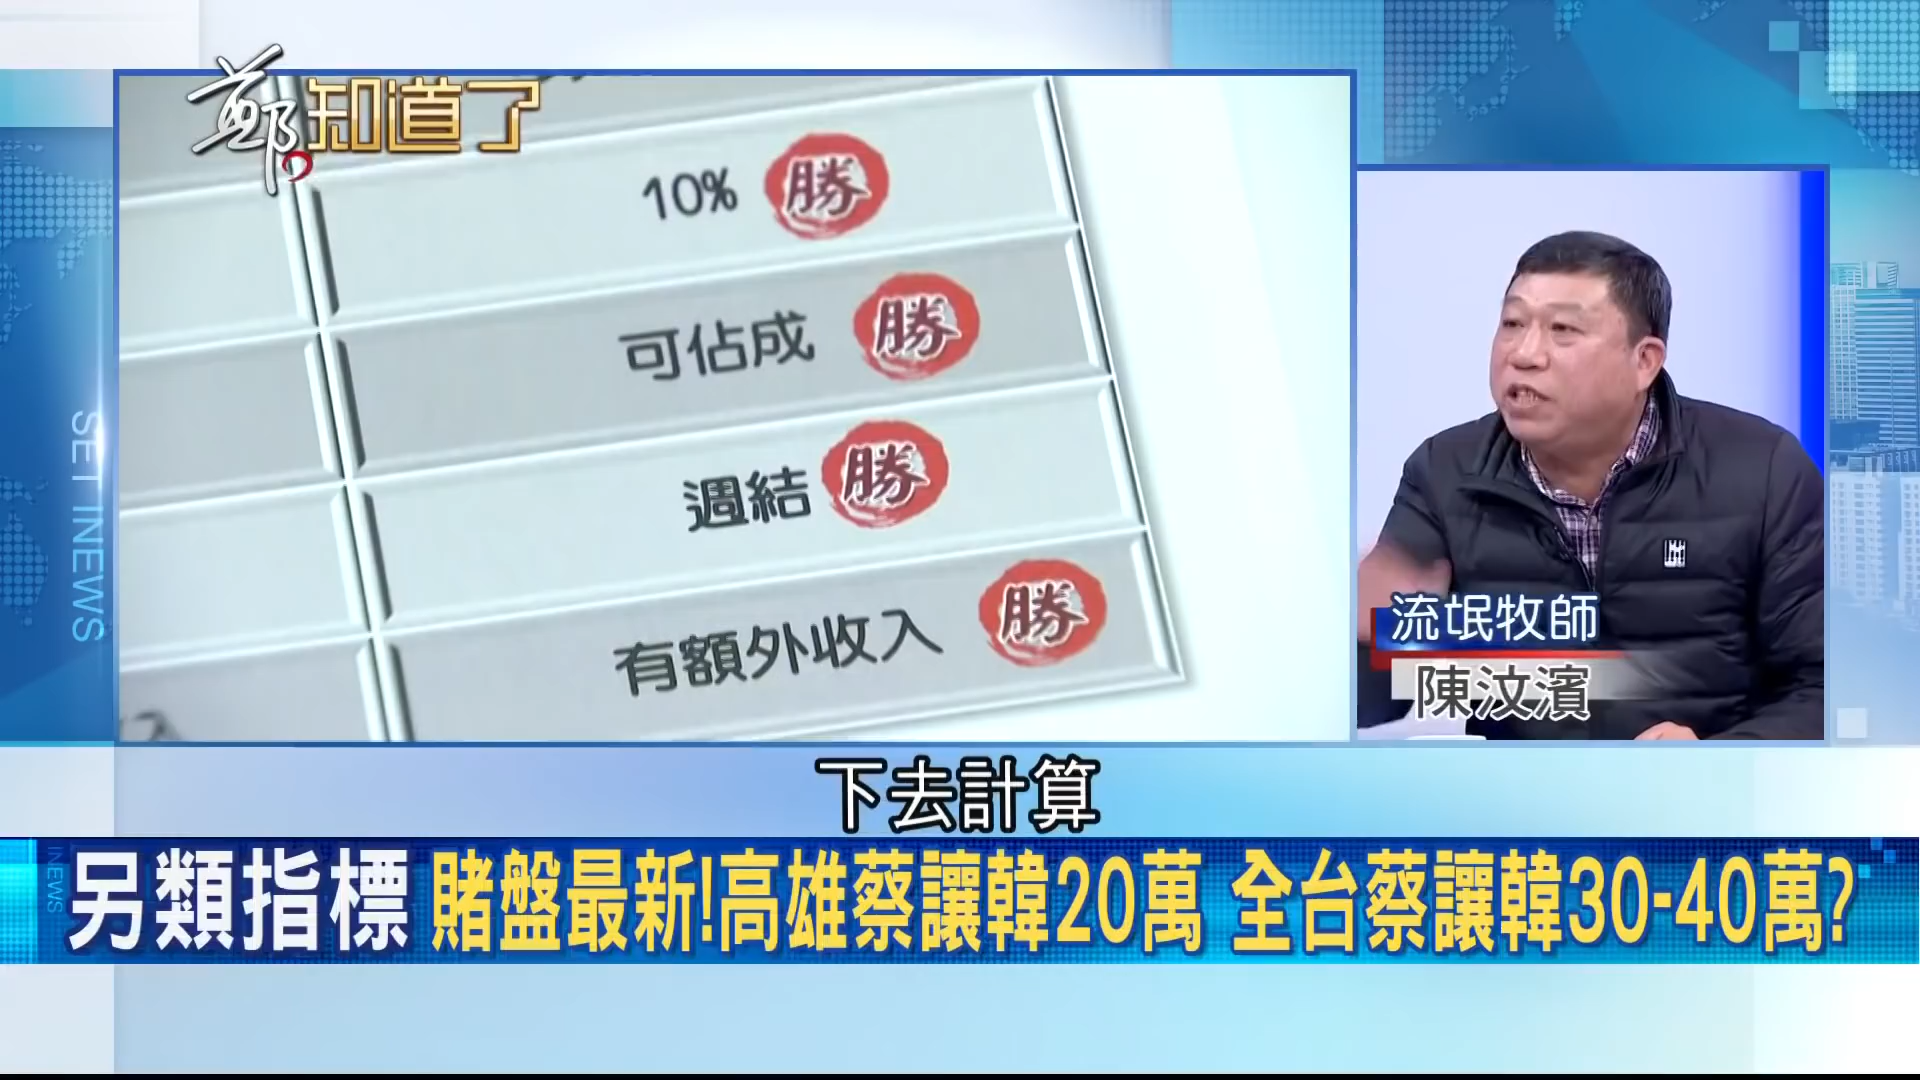 鄭知道了
10% 勝
可佔成 勝
週結 勝
有額外收入 勝
入
SET INEWS
流氓牧師
陳汶濱
下去計算
INEWS
另類指標 賭盤最新!高雄蔡讓韓20萬 全台蔡讓韓30-40萬?